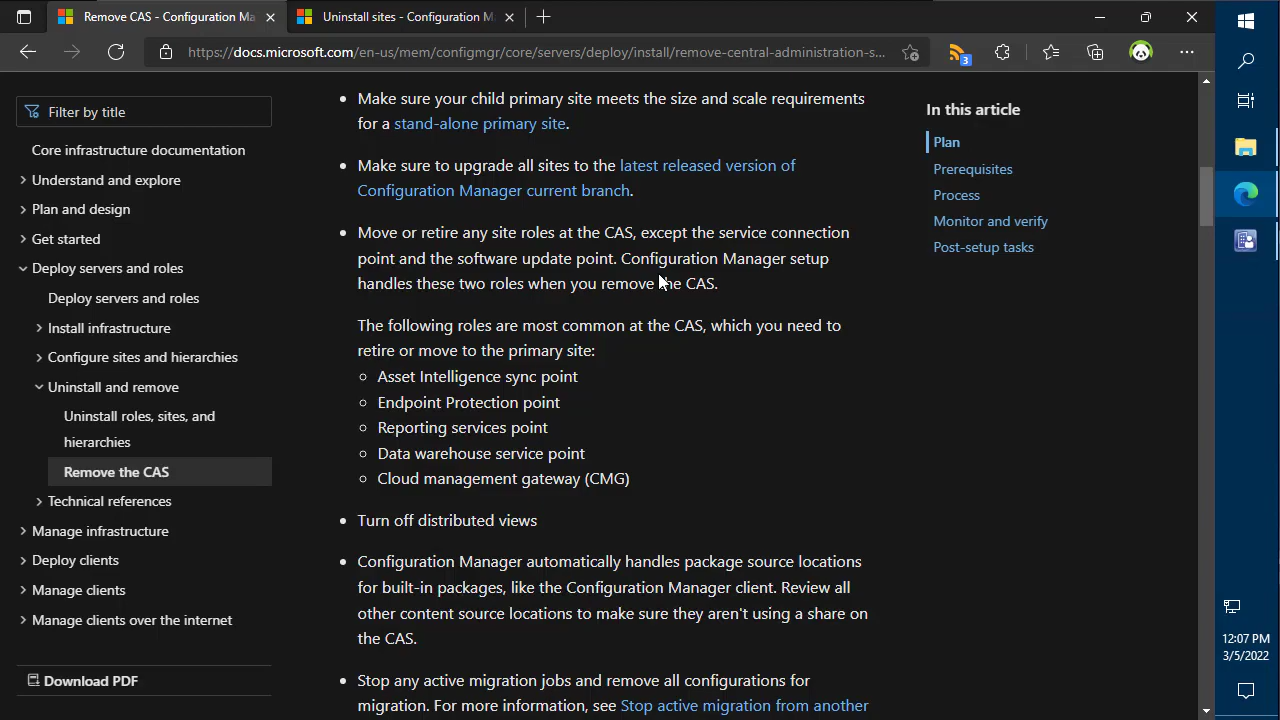 Remove CAS - Configuration Ma
Uninstall sites - Configuration M
https://docs.microsoft.com/en-us/mem/configmgr/core/servers/deploy/install/remove-central-administration-s...
3
Filter by title
Core infrastructure documentation
Understand and explore
Plan and design
Get started
Deploy servers and roles
Deploy servers and roles
Install infrastructure
Configure sites and hierarchies
Uninstall and remove
Uninstall roles, sites, and
hierarchies
Remove the CAS
Technical references
Manage infrastructure
Deploy clients
Manage clients
Manage clients over the internet
Download PDF
Make sure your child primary site meets the size and scale requirements
for a stand-alone primary site.
Make sure to upgrade all sites to the latest released version of
Configuration Manager current branch.
Move or retire any site roles at the CAS, except the service connection
point and the software update point. Configuration Manager setup
handles these two roles when you remove the CAS.
The following roles are most common at the CAS, which you need to
retire or move to the primary site:
Asset Intelligence sync point
Endpoint Protection point
Reporting services point
Data warehouse service point
Cloud management gateway (CMG)
Turn off distributed views
Configuration Manager automatically handles package source locations
for built-in packages, like the Configuration Manager client. Review all
other content source locations to make sure they aren't using a share on
the CAS.
Stop any active migration jobs and remove all configurations for
migration. For more information, see Stop active migration from another
In this article
Plan
Prerequisites
Process
Monitor and verify
Post-setup tasks
12:07 PM
3/5/2022